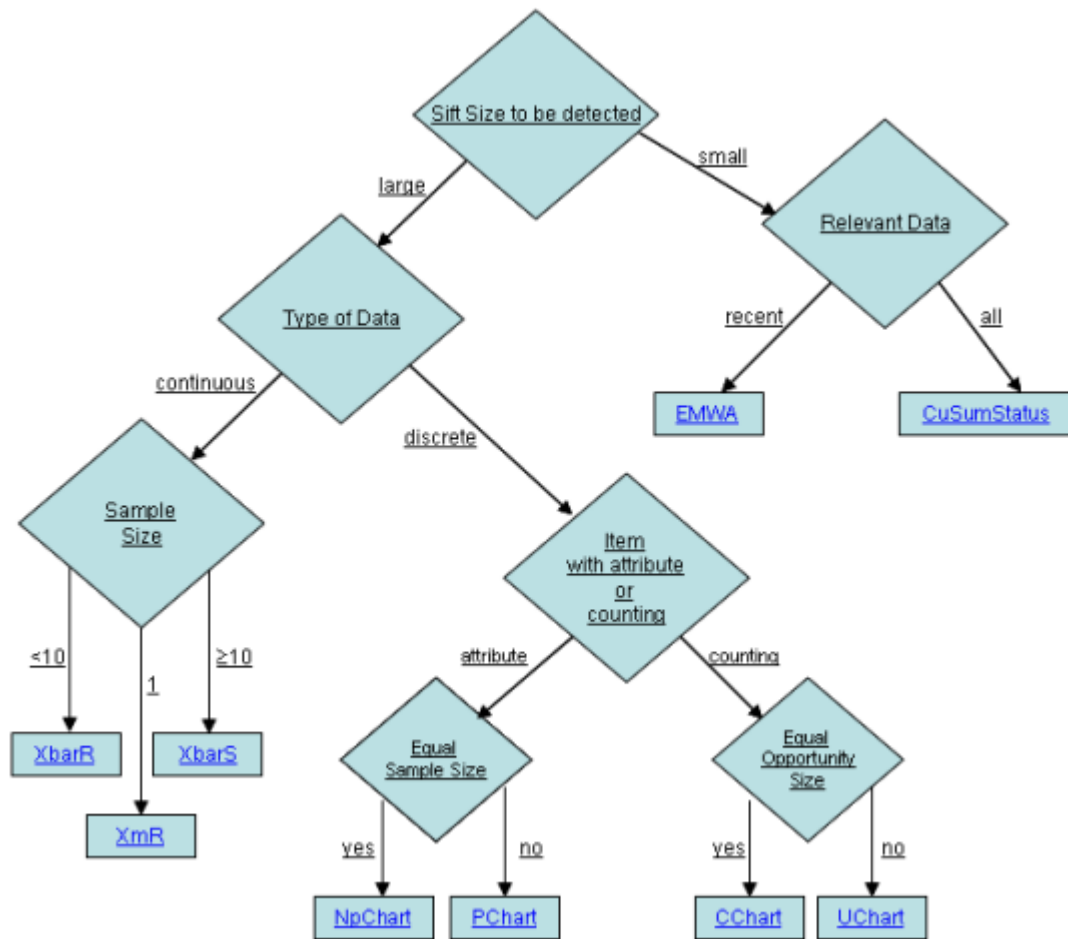 Sift Size to be detected
small
large
Relevant Data
Type of Data
recent
all
continuous
EMWA
CuSumStatus
discrete
Sample
Size
Item
with attribute
or
counting
<10
≥10
attribute
counting
1
XbarR
XbarS
Equal
Sample Size
Equal
Opportunity
Size
XmR
yes
no
yes
no
NpChart
PChart
CChart
UChart